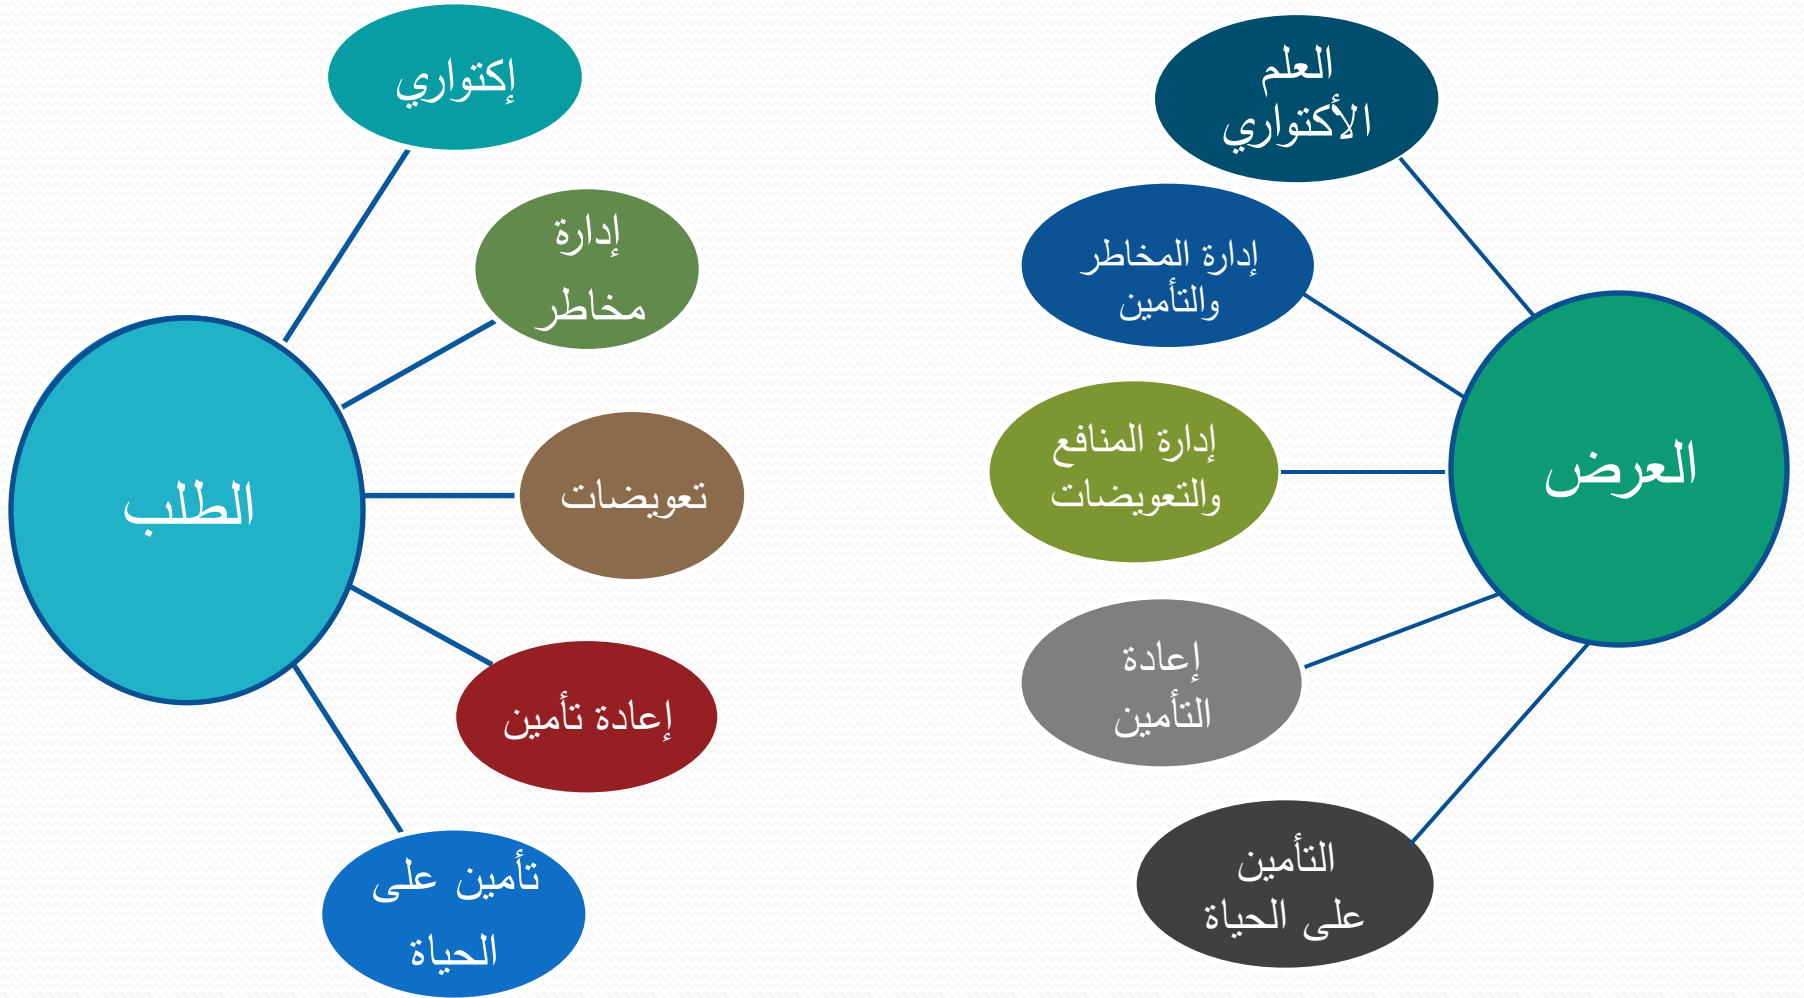 العرض
العلم
الأكتواري
إدارة المخاطر
والتأمين
إدارة المنافع
والتعويضات
إعادة
التأمين
التأمين
على الحياة
الطلب
إكتواري
إدارة
مخاطر
تعويضات
إعادة تأمين
تأمين على
الحياة